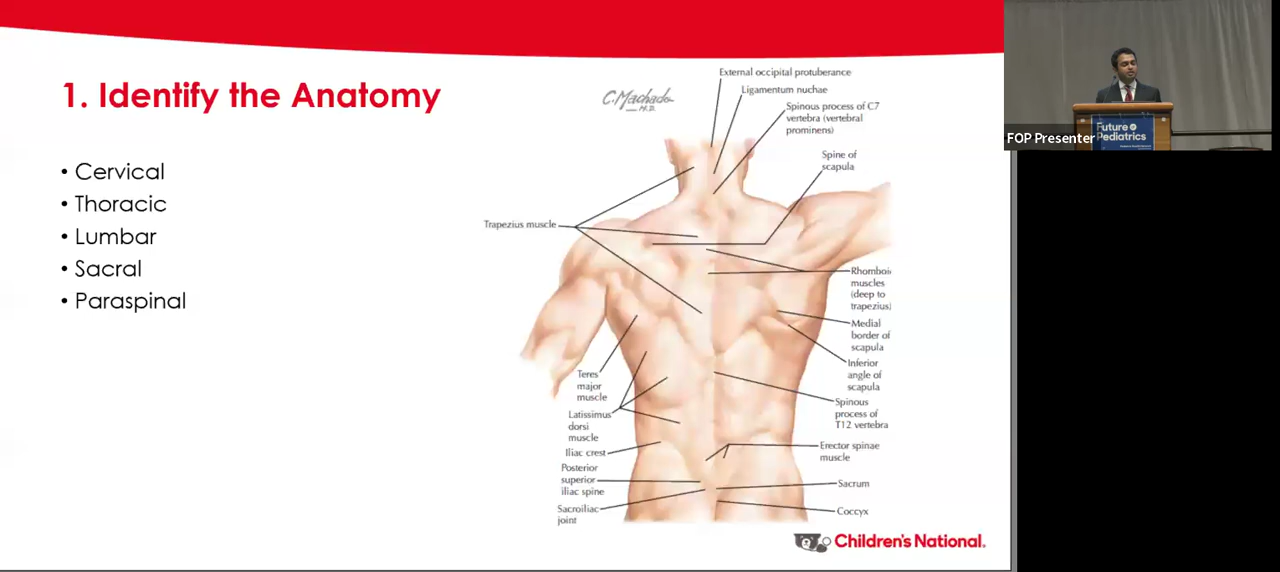 1. Identify the Anatomy
• Cervical
• Thoracic
• Lumbar
• Sacral
• Paraspinal
C. Machado
M.D.
External occipital protuberance
Ligamentum nuchae
Spinous process of C7
vertebra (vertebral
prominens)
Spine of
scapula
Trapezius muscle
Rhomboi
muscles
(deep to
trapezius)
Medial
border of
scapula
Inferior
angle of
scapula
Spinous
process of
T12 vertebra
Erector spinae
muscle
Sacrum
Coccyx
Teres
major
muscle
Latissimus
dorsi
muscle
Iliac crest
Posterior
superior
iliac spine
Sacroiliac
joint
Children's National.
FOP Presenter
Future of
Pediatrics